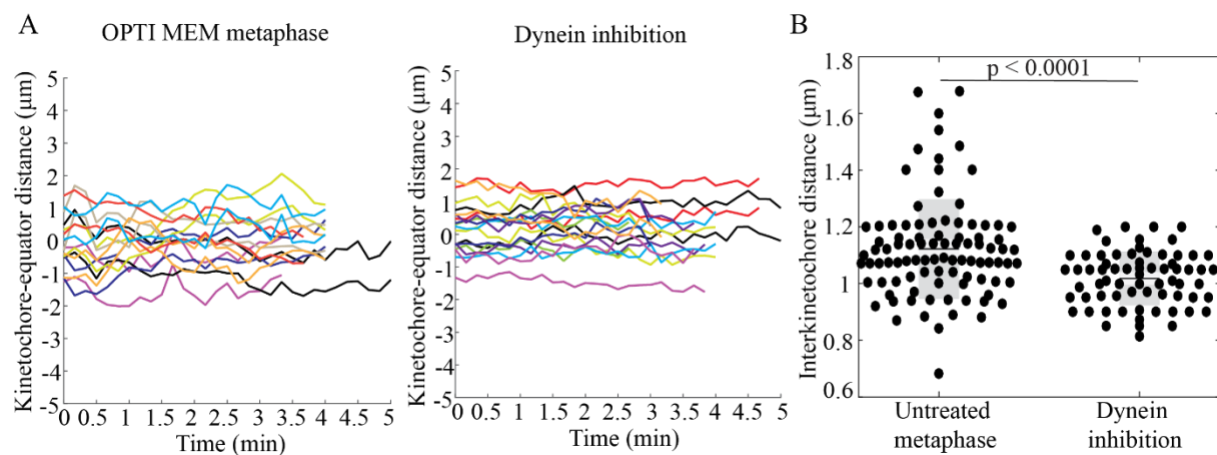 A
OPTI MEM metaphase
Kinetochore-equator distance (μm)
5
4
3
2
1
0
-1
-2
-3
-4
-5
0 0.5 1 1.5 2 2.5 3 3.5 4 4.5 5
Time (min)
Dynein inhibition
Kinetochore-equator distance (μm)
5
4
3
2
1
0
-1
-2
-3
-4
-5
0 0.5 1 1.5 2 2.5 3 3.5 4 4.5 5
Time (min)
B
p < 0.0001
Interkinetochore distance (μm)
1.8
1.6
1.4
1.2
1
0.8
0.6
Untreated
metaphase
Dynein
inhibition